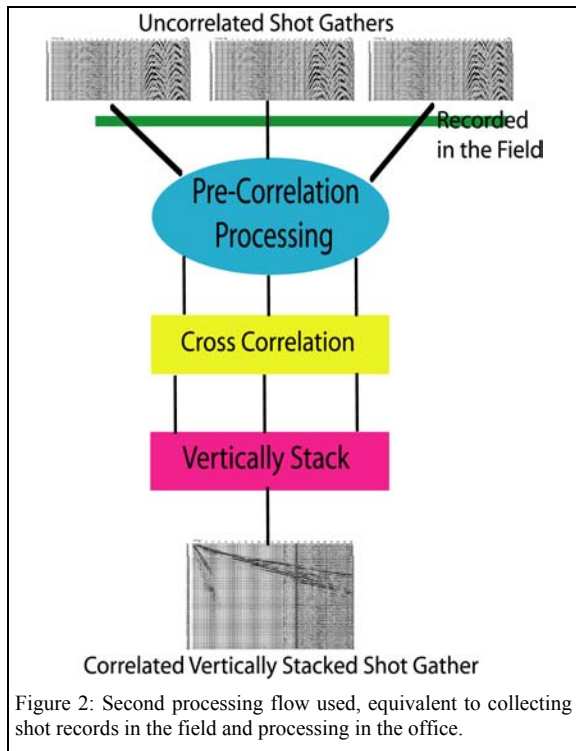 Uncorrelated Shot Gathers
Recorded
in the Field
Pre-Correlation
Processing
Cross Correlation
Vertically Stack
Correlated Vertically Stacked Shot Gather
Figure 2: Second processing flow used, equivalent to collecting
shot records in the field and processing in the office.